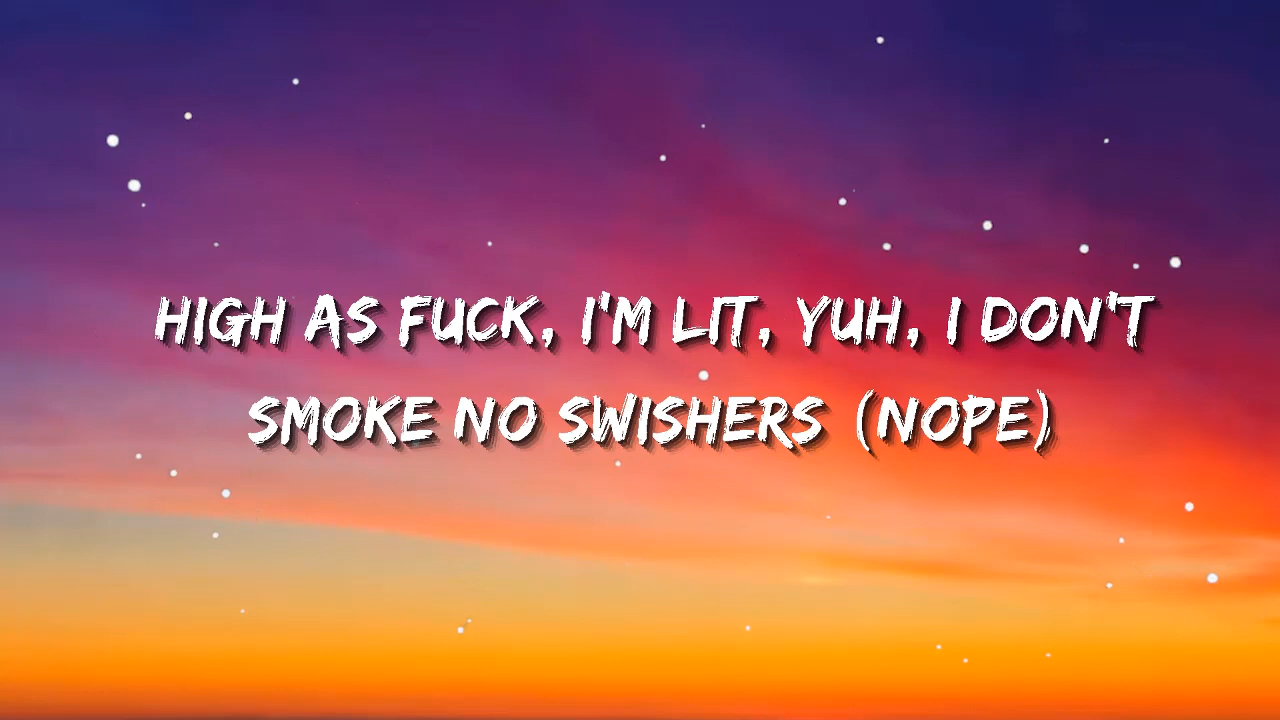 HIGH AS FUCK, I'M LIT, YUH, I DON'T
SMOKE NO SWISHERS (NOPE)